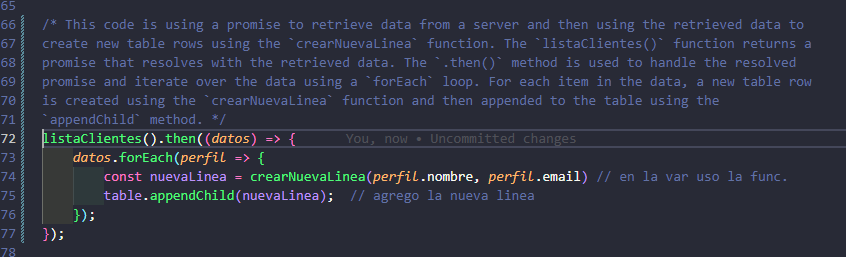 65
66 /* This code is using a promise to retrieve data from a server and then using the retrieved data to
67 create new table rows using the `crearNuevaLinea` function. The `listaClientes()` function returns a
68 promise that resolves with the retrieved data. The `.then()` method is used to handle the resolved
69 promise and iterate over the data using a `forEach` loop. For each item in the data, a new table row
70 is created using the `crearNuevaLinea` function and then appended to the table using the
71 `appendChild` method. */
72 listaClientes().then((datos) => { You, now • Uncommitted changes
73 datos.forEach(perfil => {
74 const nuevaLinea = crearNuevaLinea(perfil.nombre, perfil.email) // en la var uso la func.
75 table.appendChild(nuevaLinea); // agrego la nueva linea
76 });
77 });
78